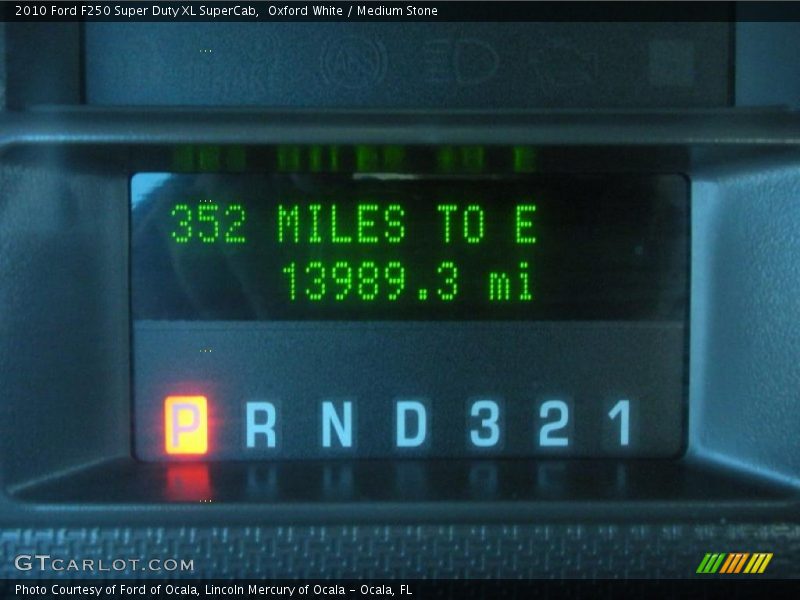 2010 Ford F250 Super Duty XL SuperCab,  Oxford White / Medium Stone
352 MILES TO E
13989.3 mi
P R N D 3 2 1
GTCARLOT.COM
Photo Courtesy of Ford of Ocala, Lincoln Mercury of Ocala - Ocala, FL